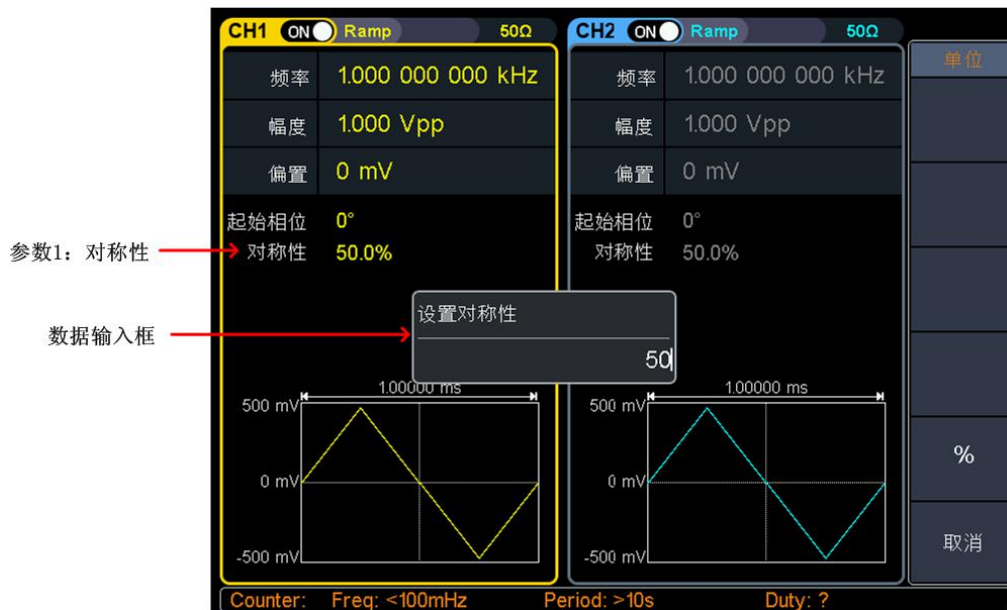 CH1 ON Ramp 50Ω
CH2 ON Ramp 50Ω
单位
频率 1.000 000 000 kHz
频率 1.000 000 000 kHz
幅度 1.000 Vpp
幅度 1.000 Vpp
偏置 0 mV
偏置 0 mV
起始相位 0°
起始相位 0°
参数1：对称性
对称性 50.0%
对称性 50.0%
数据输入框
设置对称性
50
1.00000 ms
1.00000 ms
500 mV
500 mV
0 mV
0 mV
-500 mV
-500 mV
%
取消
Counter: Freq: <100mHz Period: >10s Duty: ?